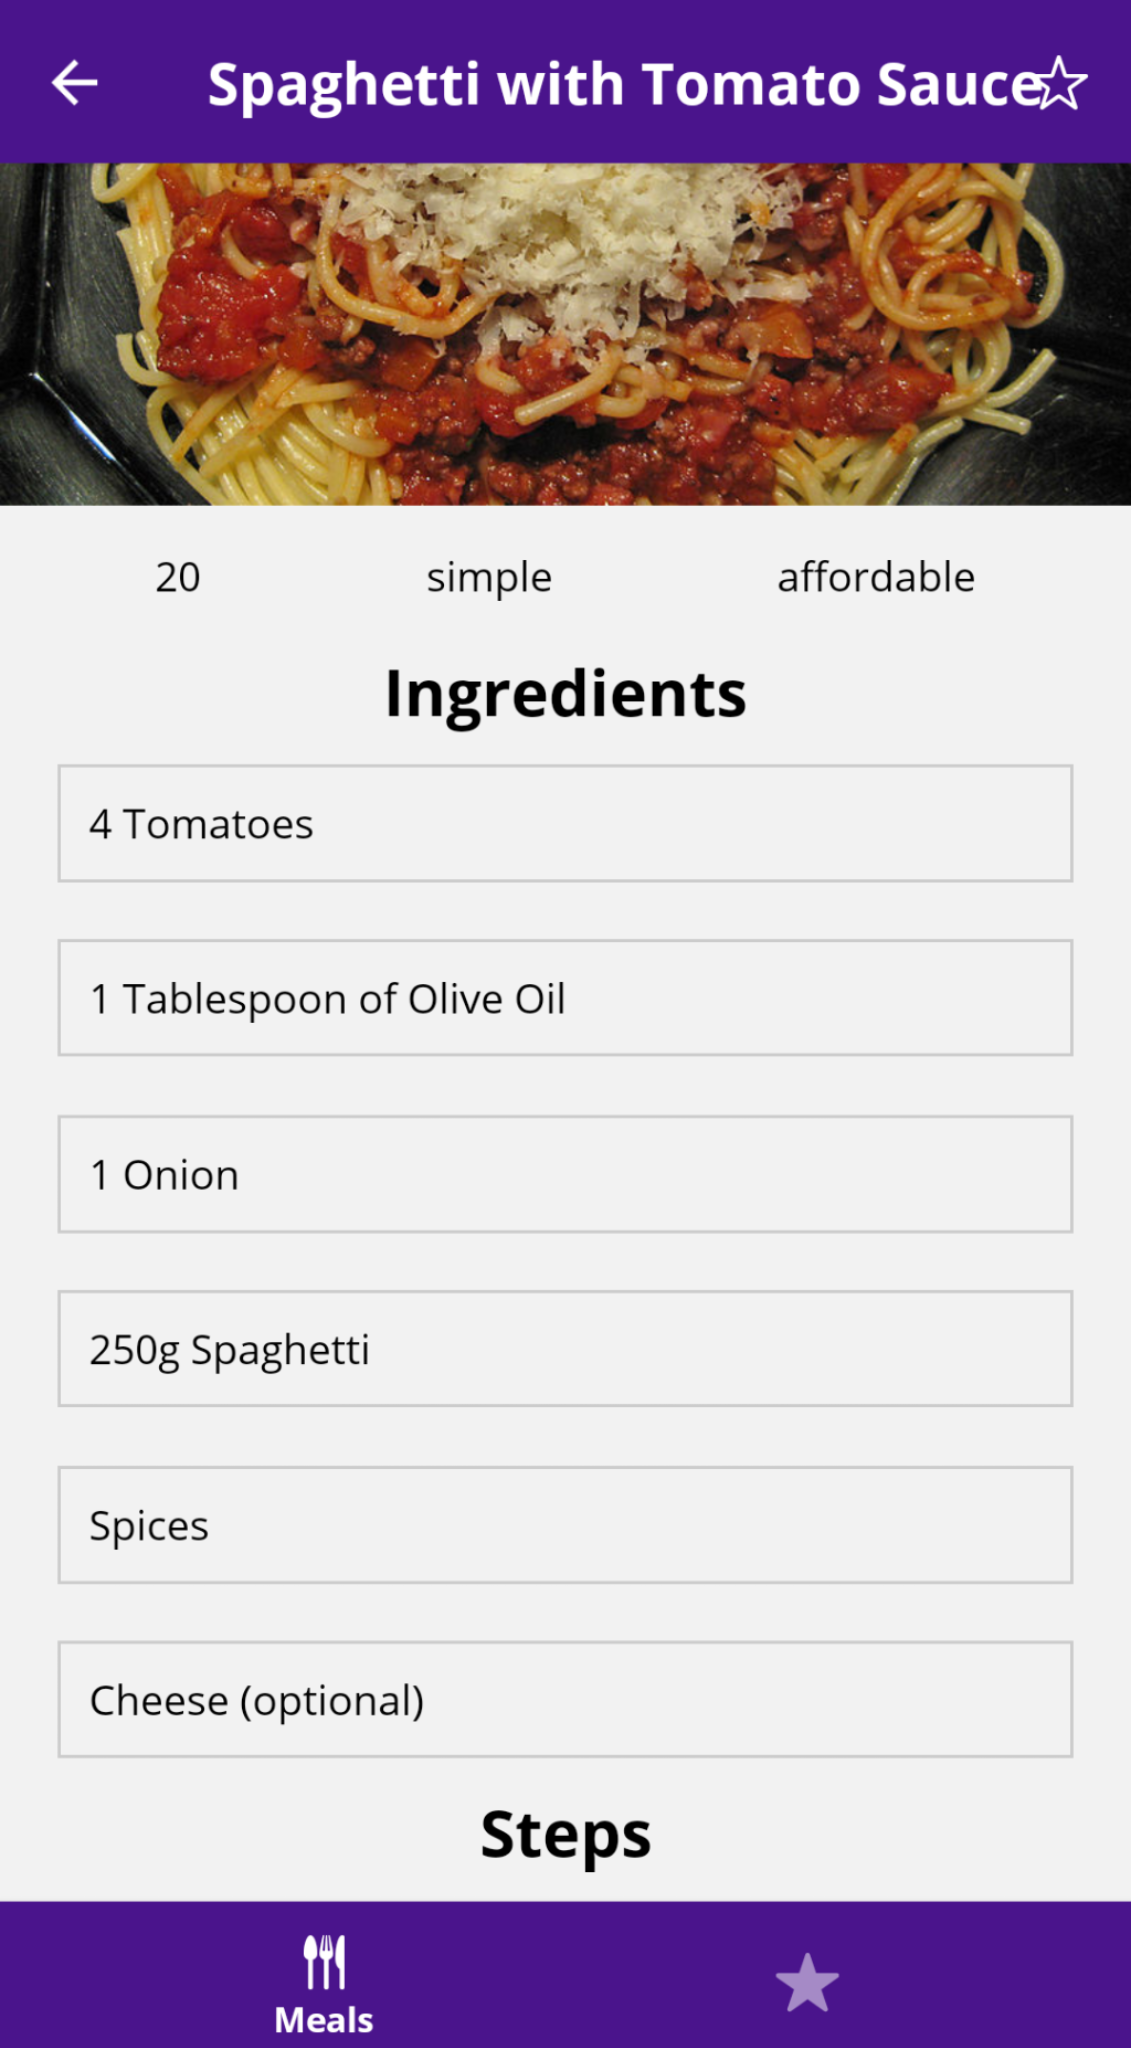 Spaghetti with Tomato Sauce
20 simple affordable
Ingredients
4 Tomatoes
1 Tablespoon of Olive Oil
1 Onion
250g Spaghetti
Spices
Cheese (optional)
Steps
Meals